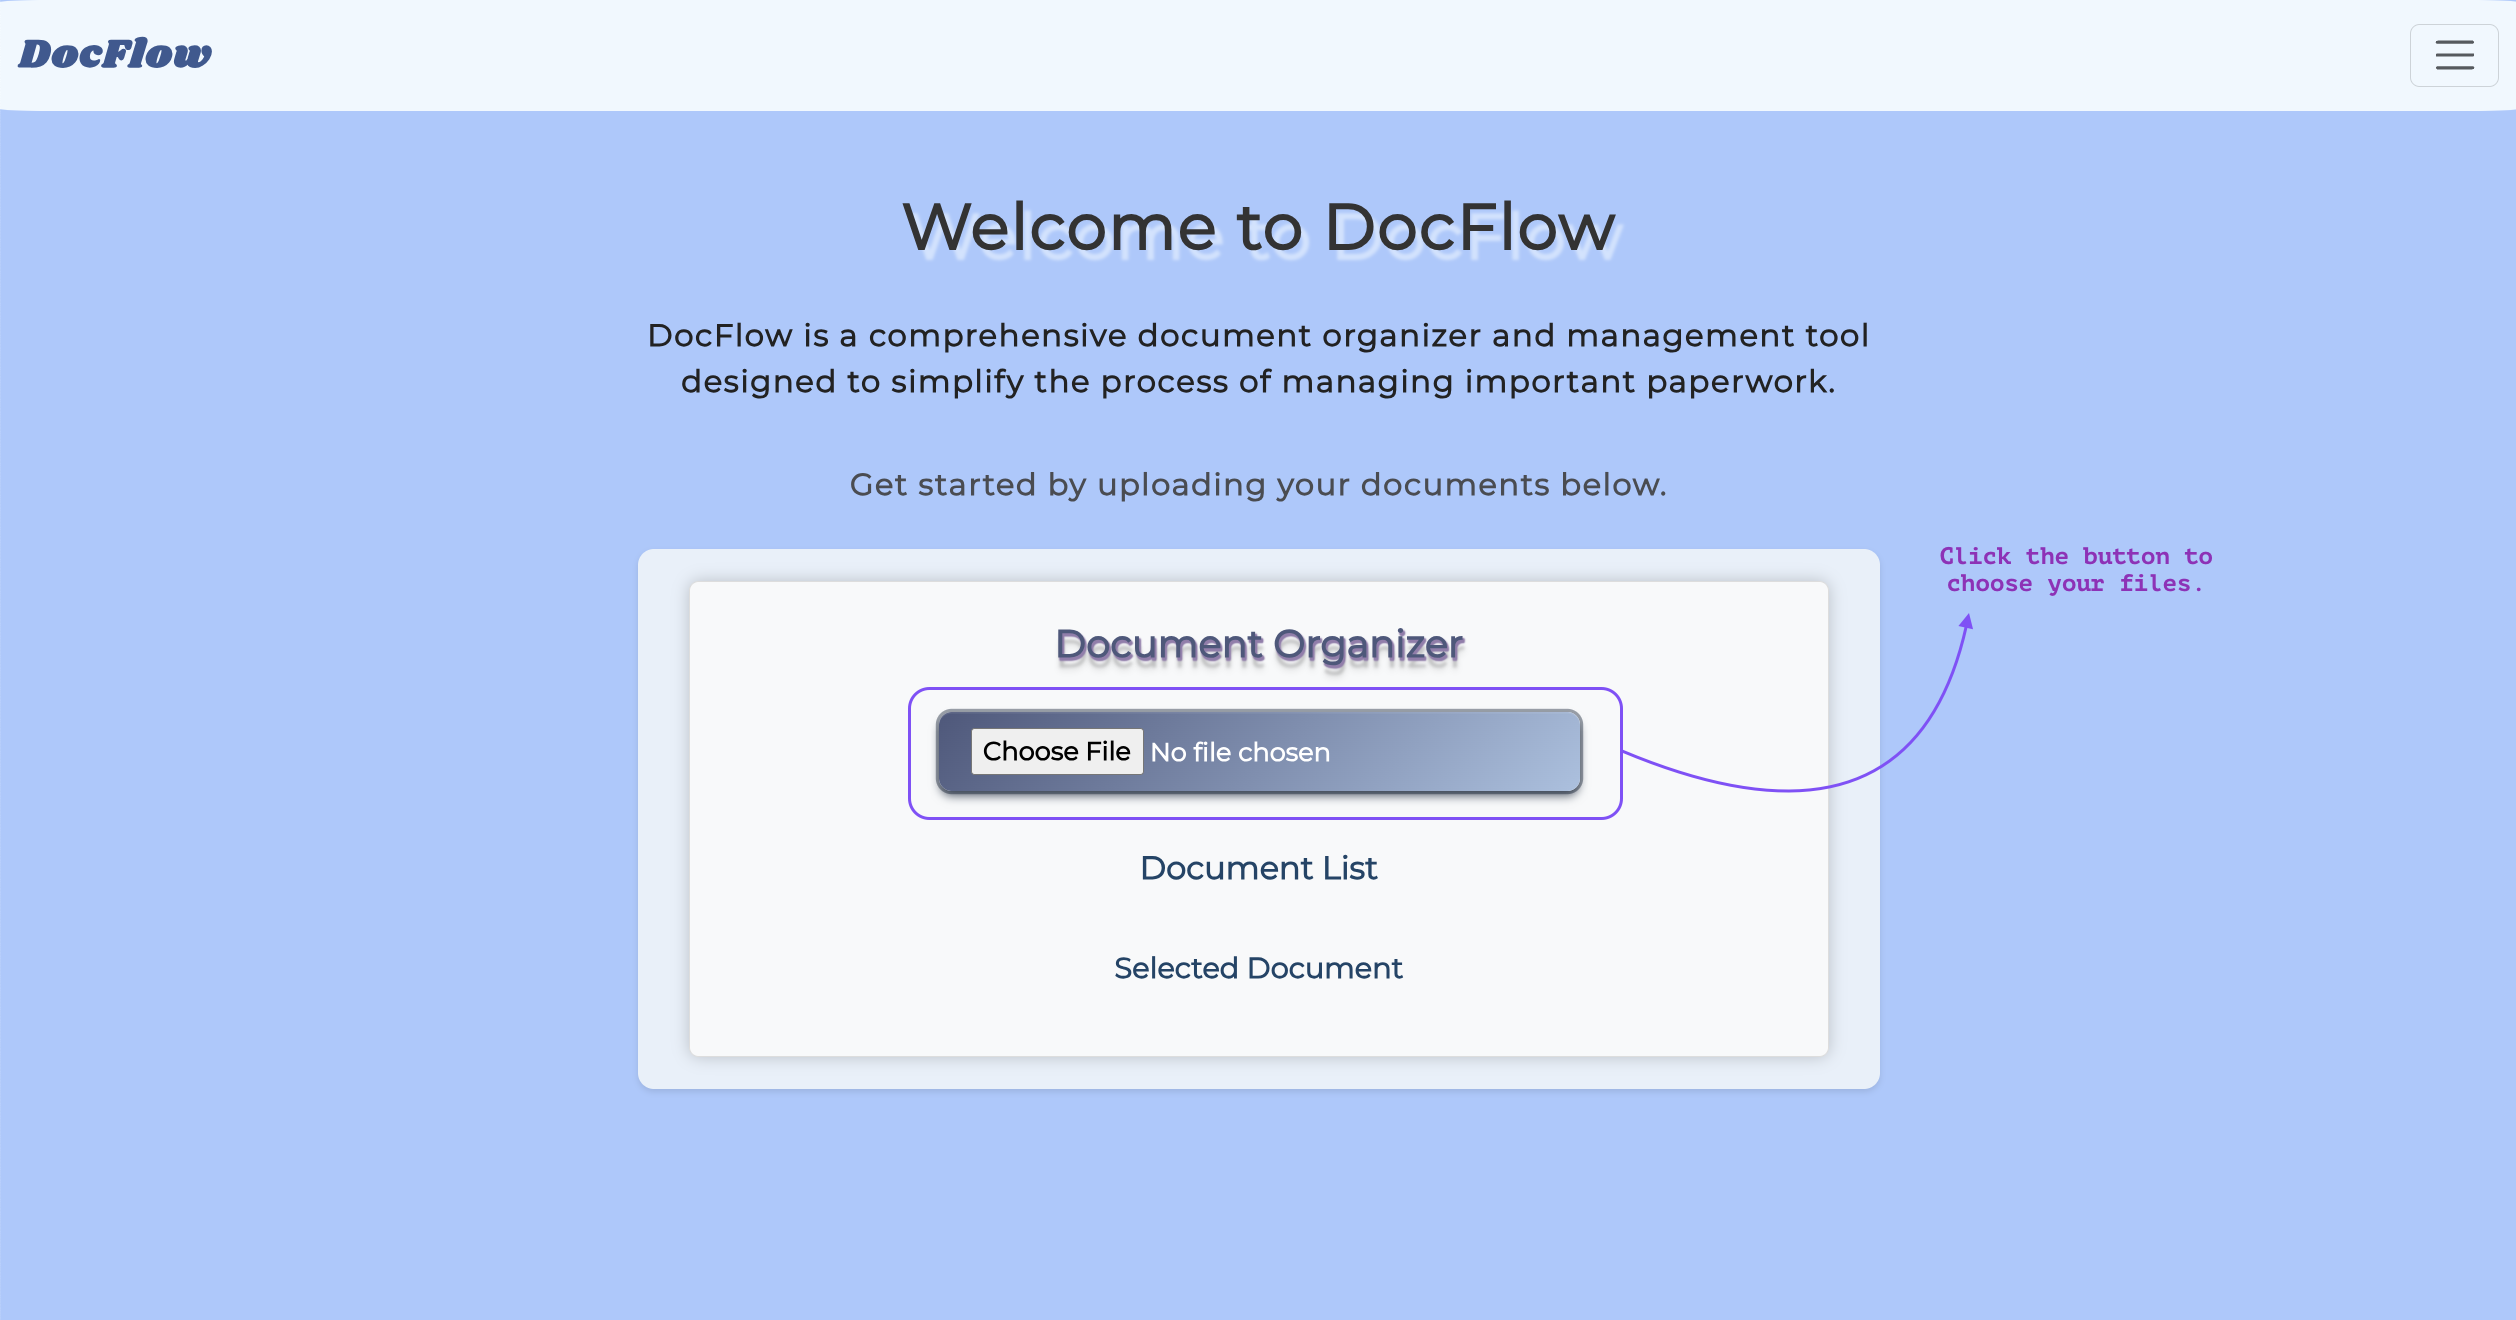 DocFlow
Welcome to DocFlow
DocFlow is a comprehensive document organizer and management tool
designed to simplify the process of managing important paperwork.
Get started by uploading your documents below.
Click the button to
choose your files.
Document Organizer
Choose File No file chosen
Document List
Selected Document